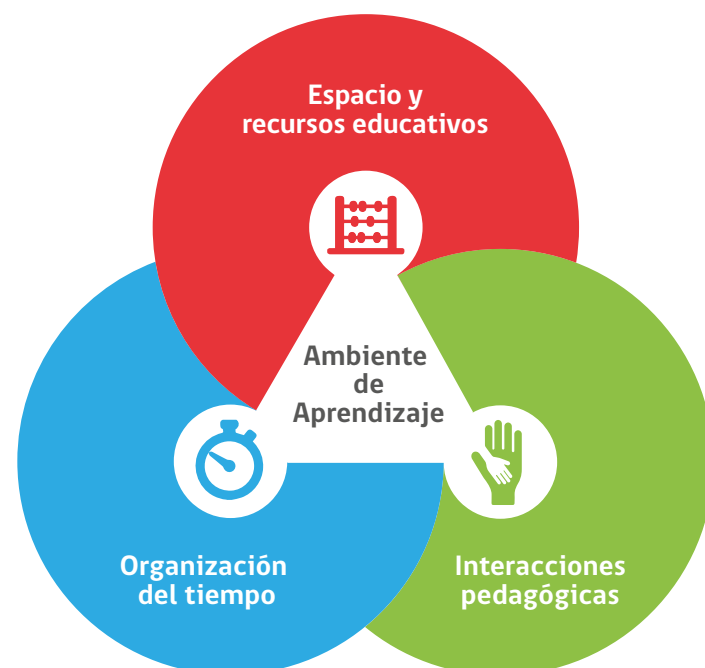 Espacio y
recursos educativos
Ambiente
de
Aprendizaje
Organización
del tiempo
Interacciones
pedagógicas